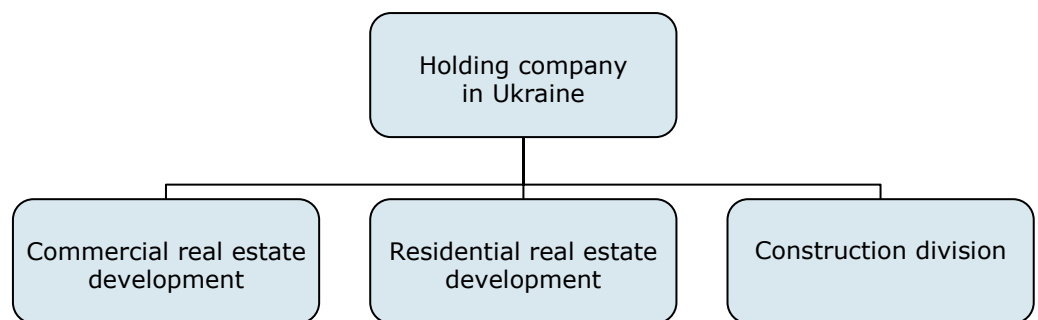 Holding company
in Ukraine
Commercial real estate
development
Residential real estate
development
Construction division